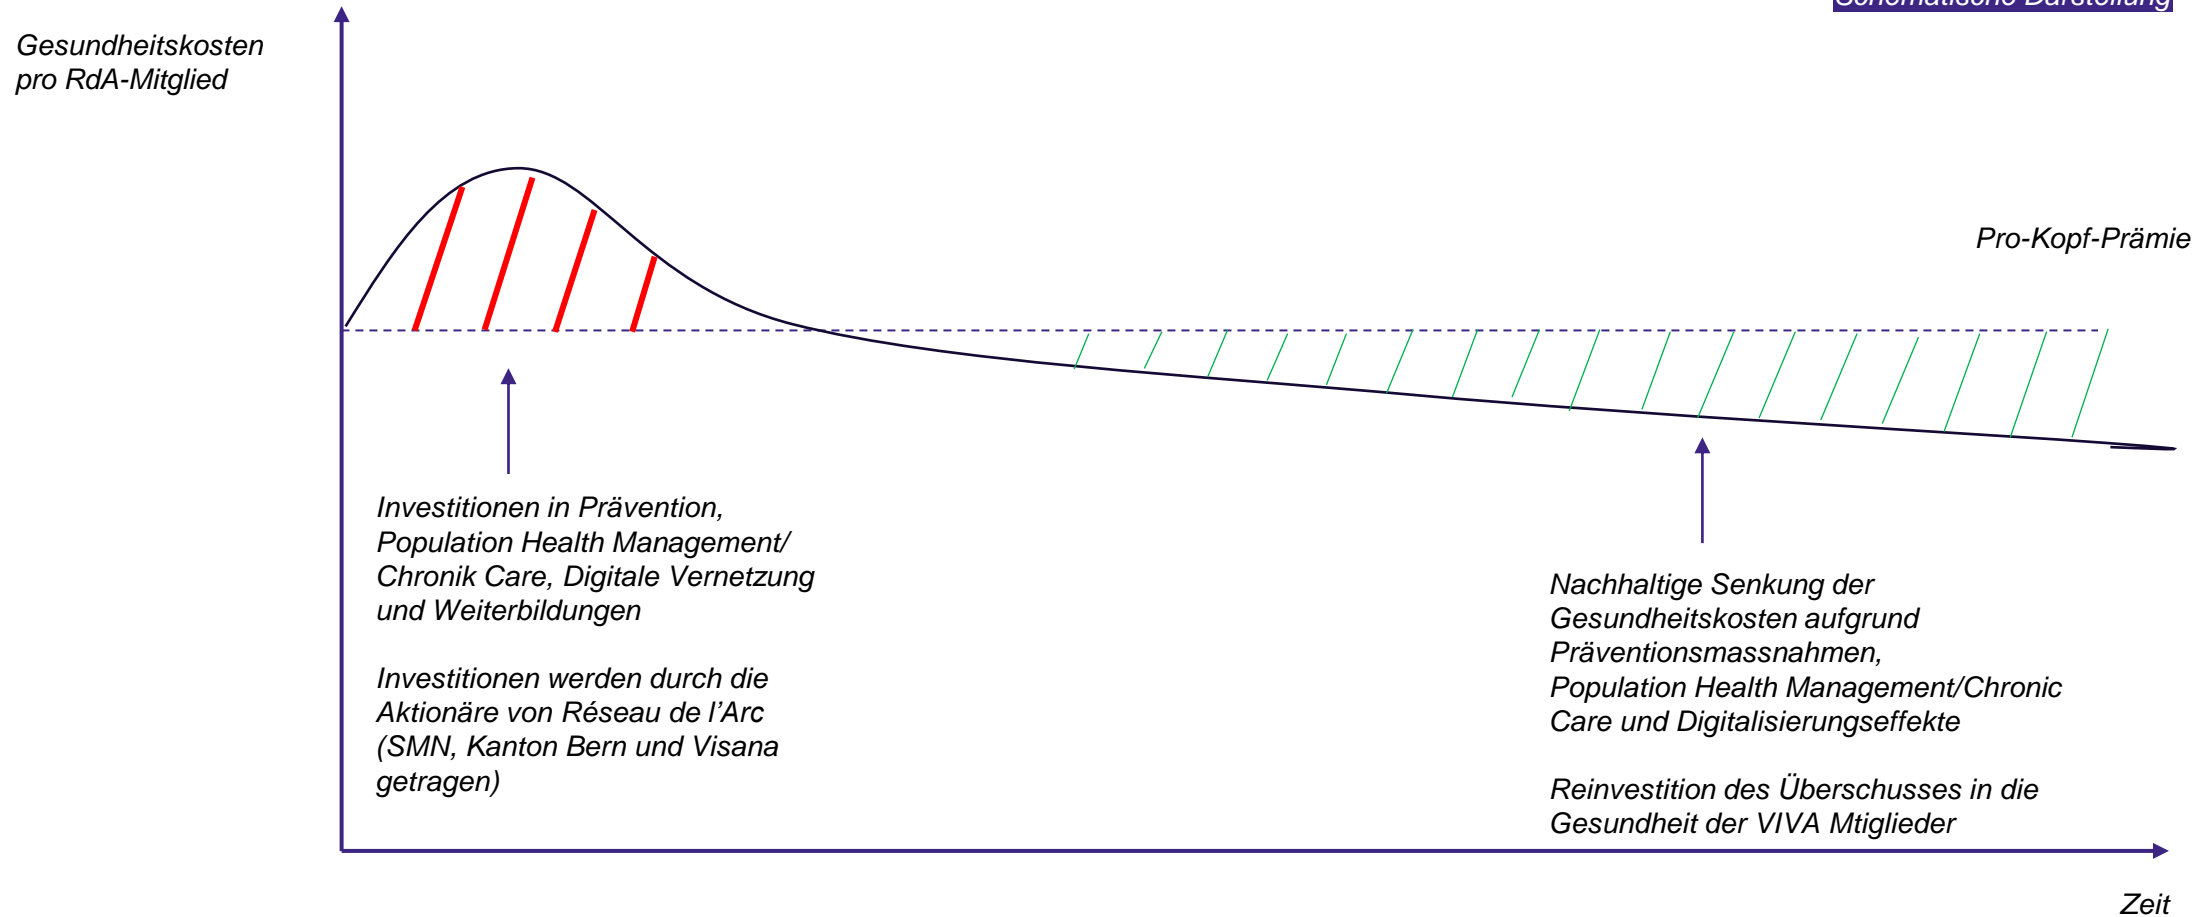 Schematische Darstellung
Gesundheitskosten
pro RdA-Mitglied
Pro-Kopf-Prämie
Investitionen in Prävention,
Population Health Management/
Chronik Care, Digitale Vernetzung
und Weiterbildungen
Investitionen werden durch die
Aktionäre von Réseau de l’Arc
(SMN, Kanton Bern und Visana
getragen)
Nachhaltige Senkung der
Gesundheitskosten aufgrund
Präventionsmassnahmen,
Population Health Management/Chronic
Care und Digitalisierungseffekte
Reinvestition des Überschusses in die
Gesundheit der VIVA Mtiglieder
Zeit